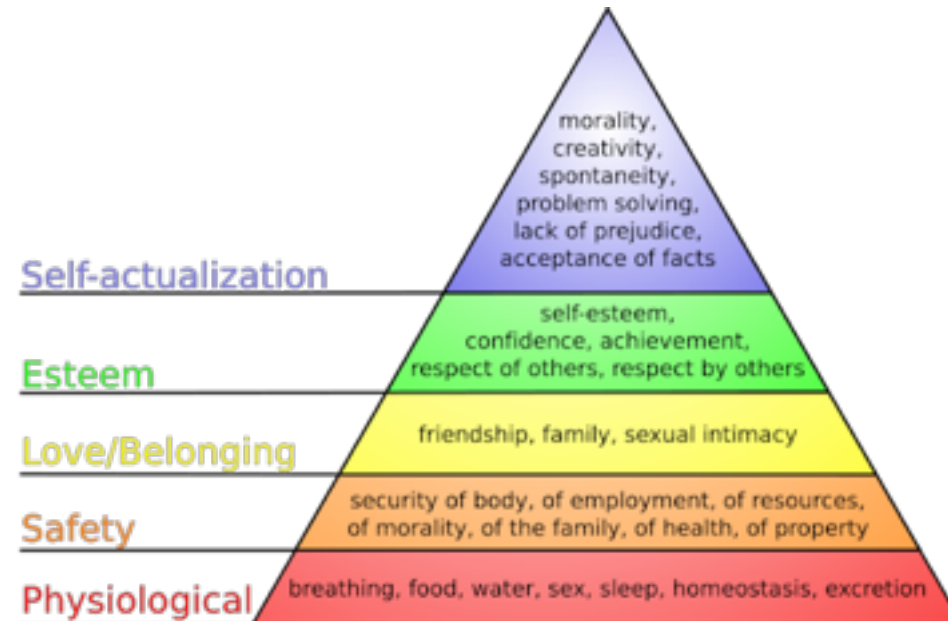 morality,
creativity,
spontaneity,
problem solving,
lack of prejudice,
acceptance of facts
Self-actualization
self-esteem,
confidence, achievement,
respect of others, respect by others
Esteem
friendship, family, sexual intimacy
Love/Belonging
security of body, of employment, of resources,
of morality, of the family, of health, of property
Safety
breathing, food, water, sex, sleep, homeostasis, excretion
Physiological